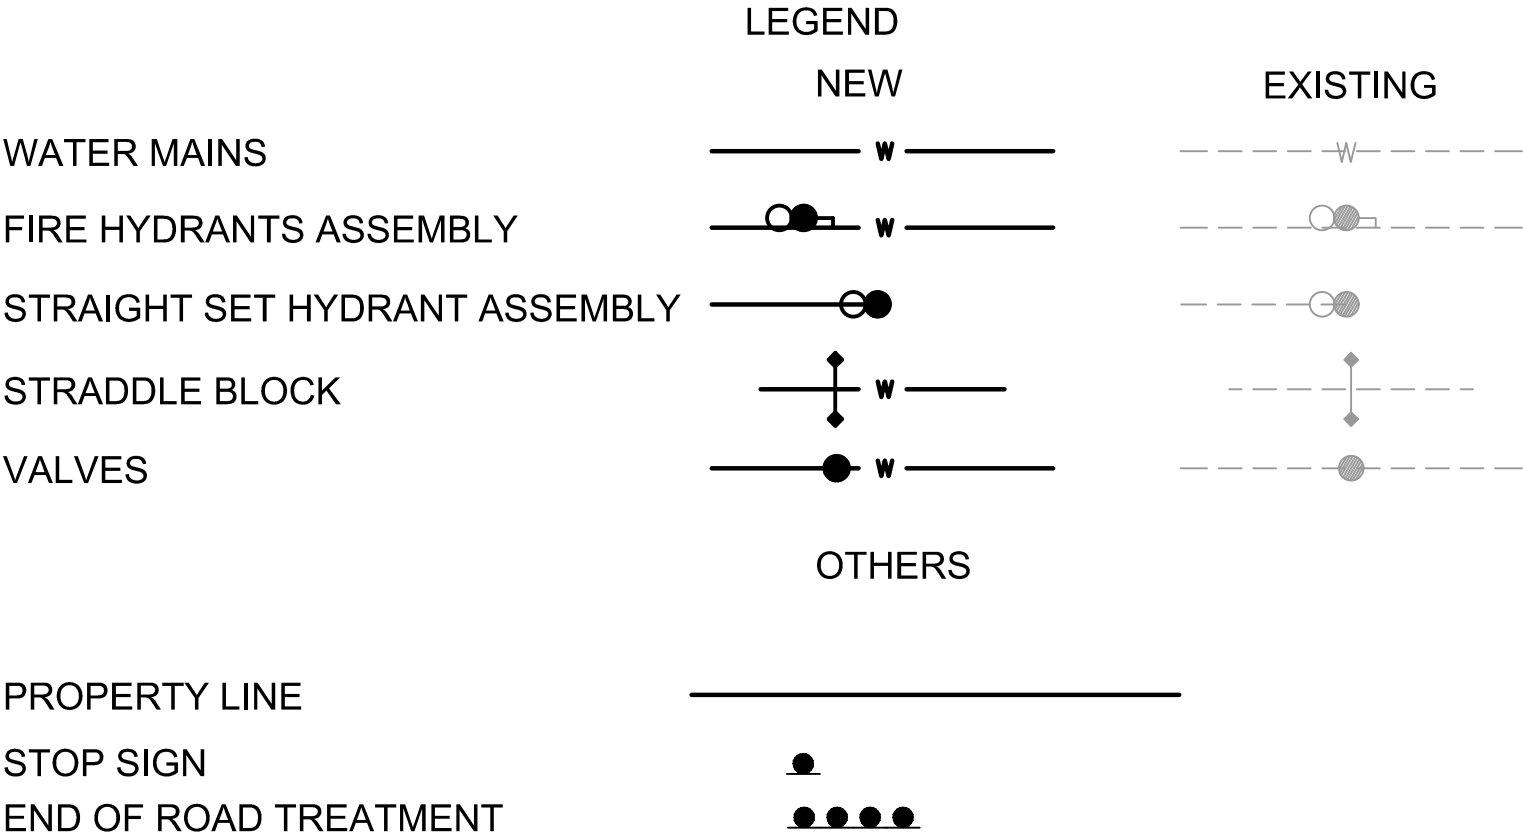 LEGEND
NEW EXISTING
WATER MAINS W W
FIRE HYDRANTS ASSEMBLY W
STRAIGHT SET HYDRANT ASSEMBLY
STRADDLE BLOCK W
VALVES W
OTHERS
PROPERTY LINE
STOP SIGN
END OF ROAD TREATMENT